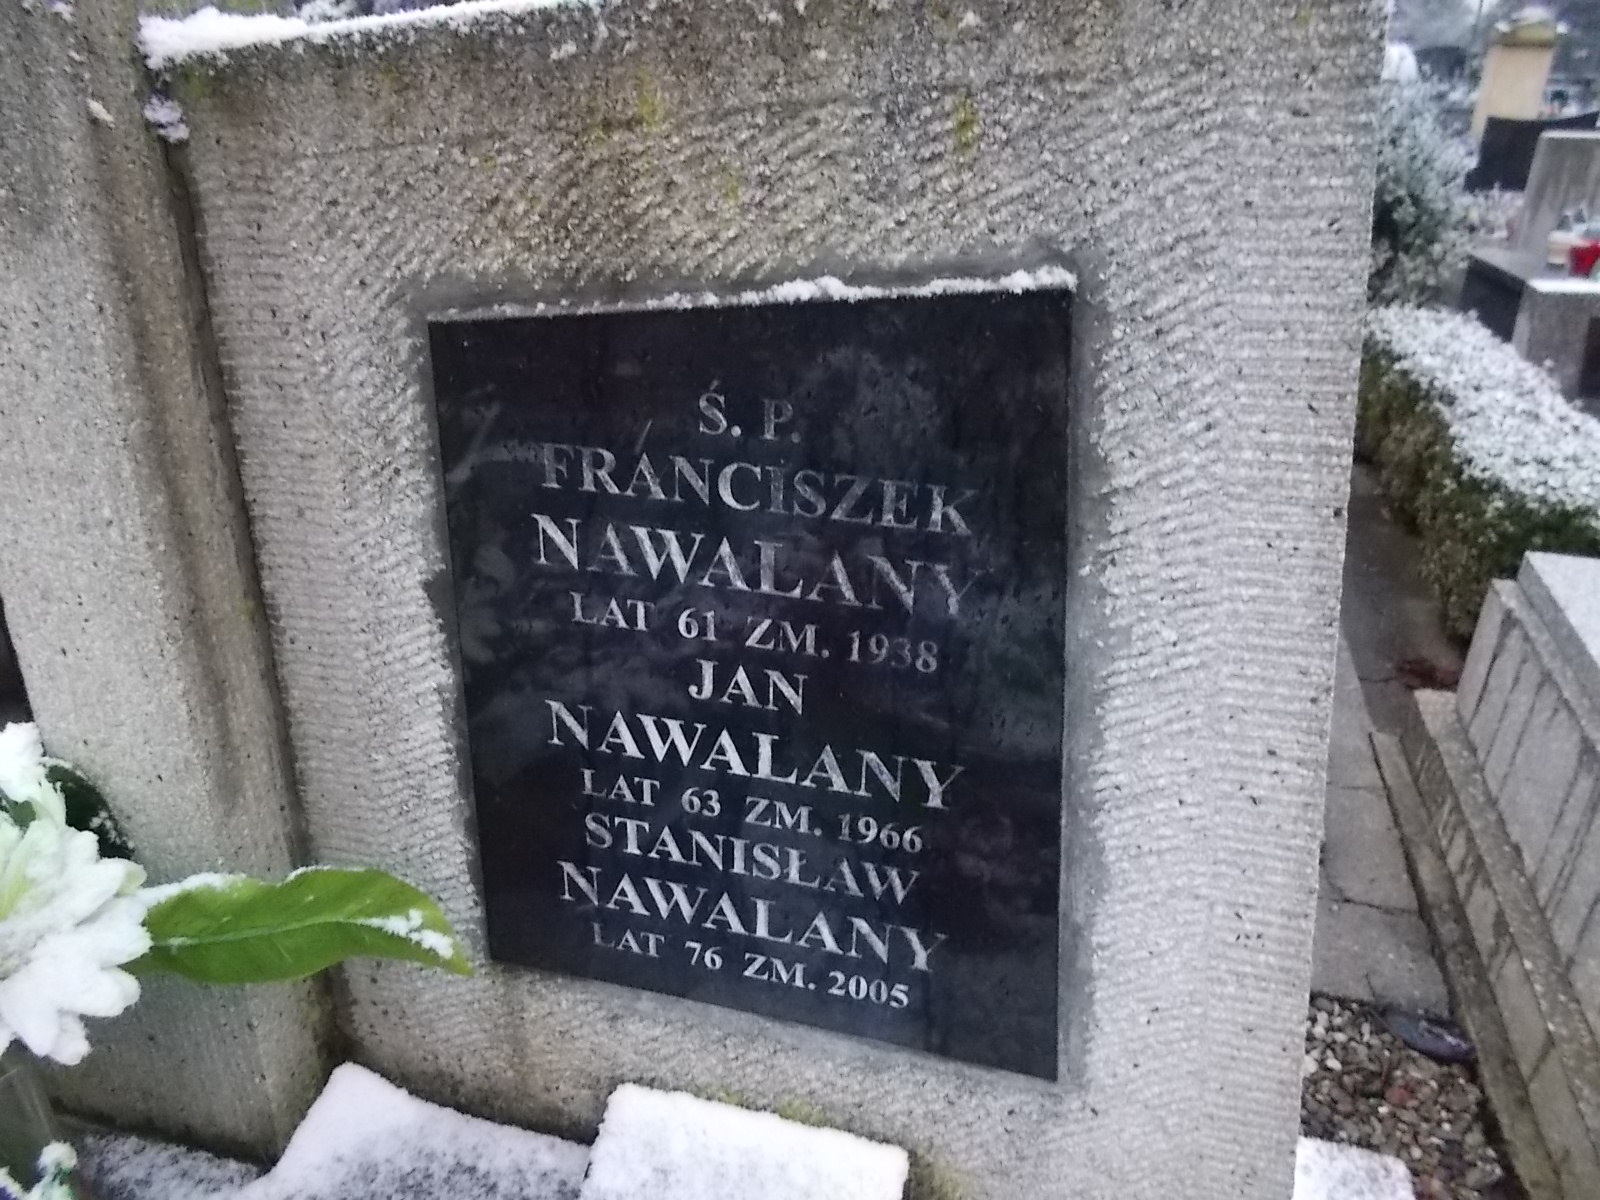 Ś. P.
FRANCISZEK
NAWALANY
LAT 61 ZM. 1938
JAN
NAWALANY
LAT 63 ZM. 1966
STANISŁAW
NAWALANY
LAT 76 ZM. 2005